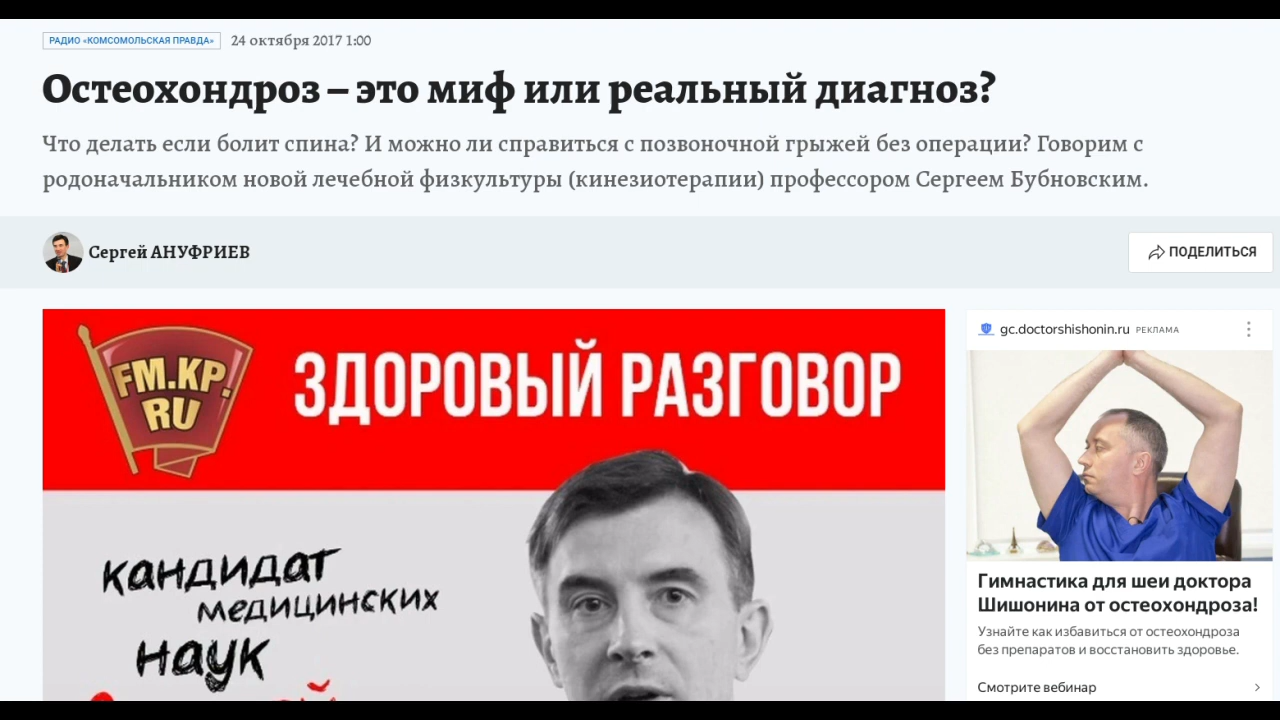 РАДИО «КОМСОМОЛЬСКАЯ ПРАВДА» 24 октября 2017 1:00
Остеохондроз – это миф или реальный диагноз?
Что делать если болит спина? И можно ли справиться с позвоночной грыжей без операции? Говорим с
родоначальником новой лечебной физкультуры (кинезиотерапии) профессором Сергеем Бубновским.
Сергей АНУФРИЕВ
ПОДЕЛИТЬСЯ
FM.KP.
RU
ЗДОРОВЫЙ РАЗГОВОР
кандидат
медицинских
наук
gc.doctorshishonin.ru РЕКЛАМА
Гимнастика для шеи доктора
Шишонина от остеохондроза!
Узнайте как избавиться от остеохондроза
без препаратов и восстановить здоровье.
Смотрите вебинар